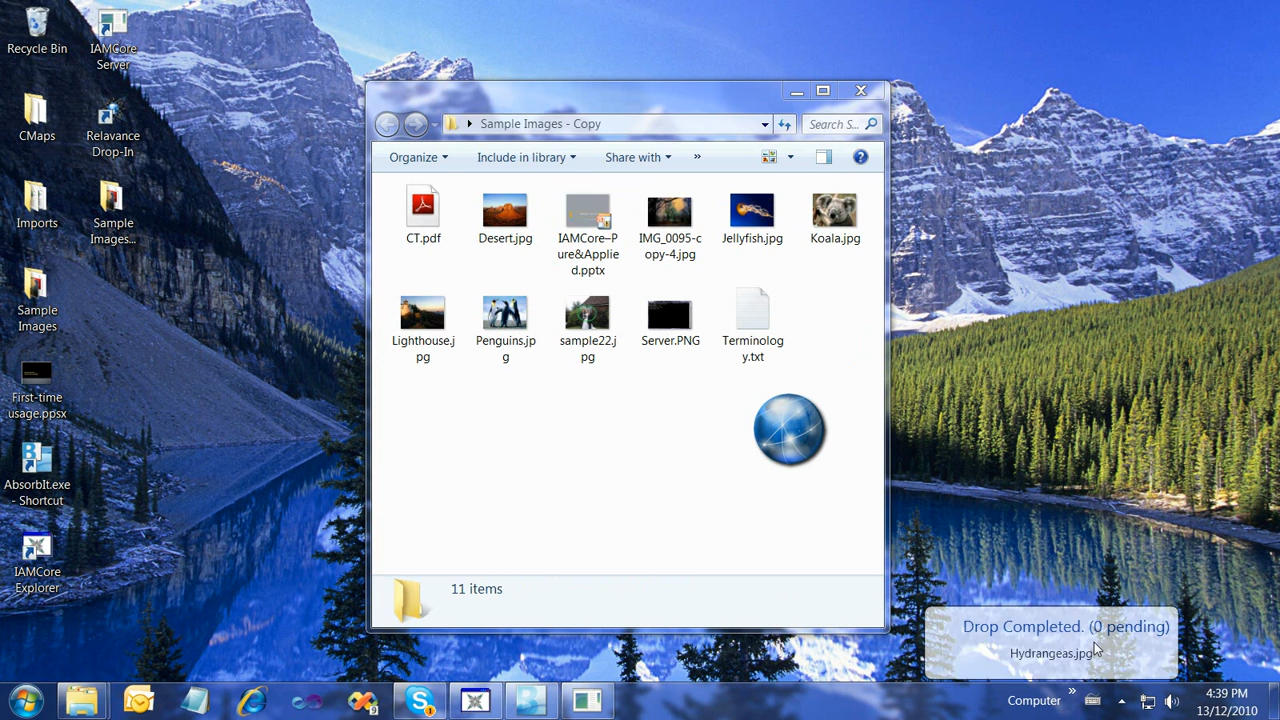 Recycle Bin
IAMCore
Server
CMaps
Relavance
Drop-In
Imports
Sample
Images...
Sample
Images
First-time
usage.ppsx
AbsorbIt.exe
- Shortcut
IAMCore
Explorer
Sample Images - Copy
Search S...
Organize
Include in library
Share with
»
CT.pdf
Desert.jpg
IAMCore–P
ure&Applie
d.pptx
IMG_0095-c
opy-4.jpg
Jellyfish.jpg
Koala.jpg
Lighthouse.j
pg
Penguins.jp
g
sample22.j
pg
Server.PNG
Terminolog
y.txt
11 items
Drop Completed. (0 pending)
Hydrangeas.jpg
Computer
»
4:39 PM
13/12/2010